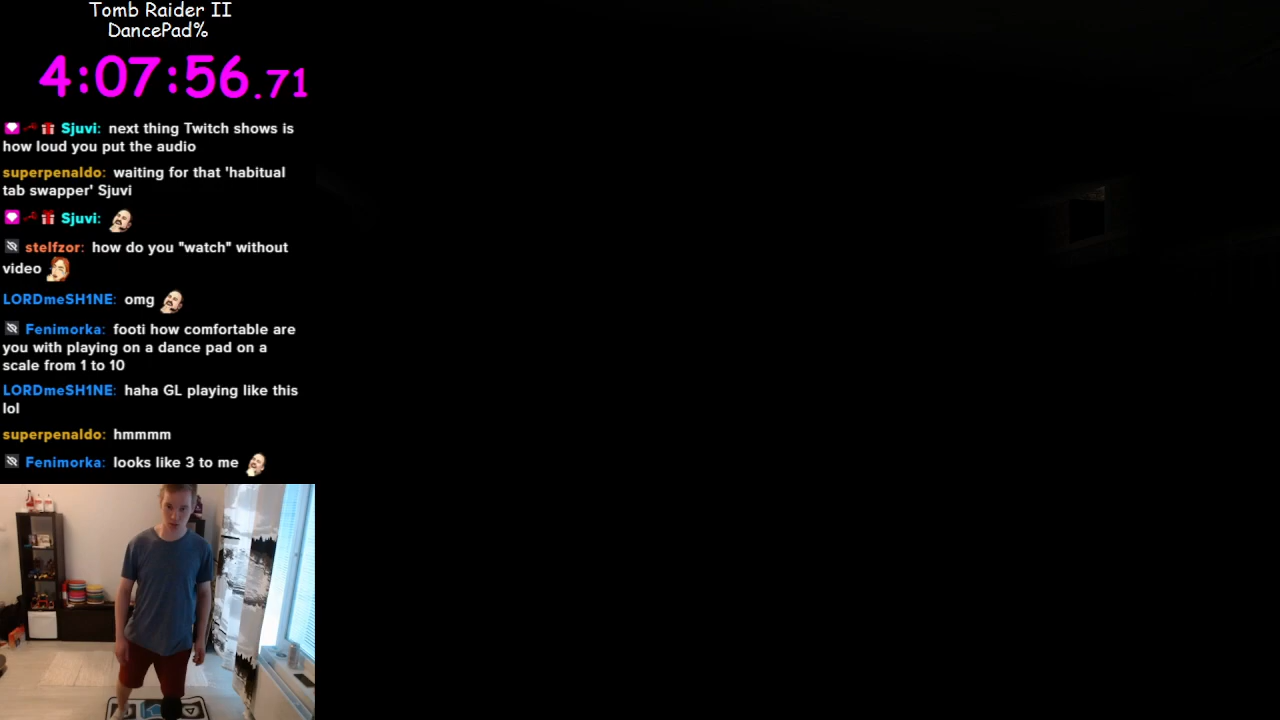 Tomb Raider II
DancePad%
4:07:56.71
Sjuvi: next thing Twitch shows is
how loud you put the audio
superpenaldo: waiting for that 'habitual
tab swapper' Sjuvi
Sjuvi:
stelfzor: how do you "watch" without
video
LORDmeSH1NE: omg
Fenimorka: footi how comfortable are
you with playing on a dance pad on a
scale from 1 to 10
LORDmeSH1NE: haha GL playing like this
lol
superpenaldo: hmmmm
Fenimorka: looks like 3 to me